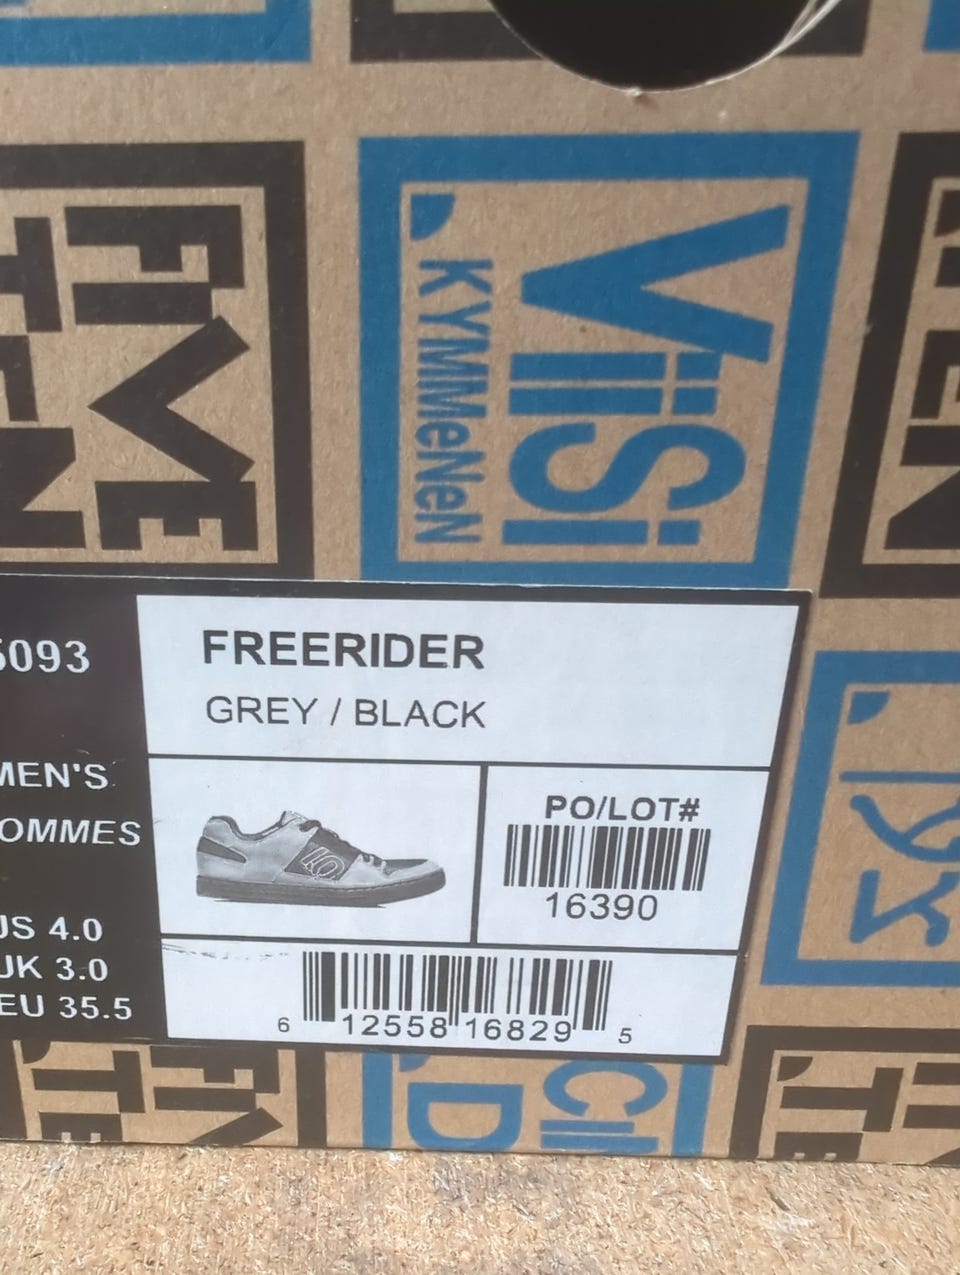 FIVE
TEN
ViiSi
KYMMeNeN
TEN
5093
MEN'S
OMMES
US 4.0
UK 3.0
EU 35.5
FREERIDER
GREY / BLACK
PO/LOT#
16390
6 12558 16829 5